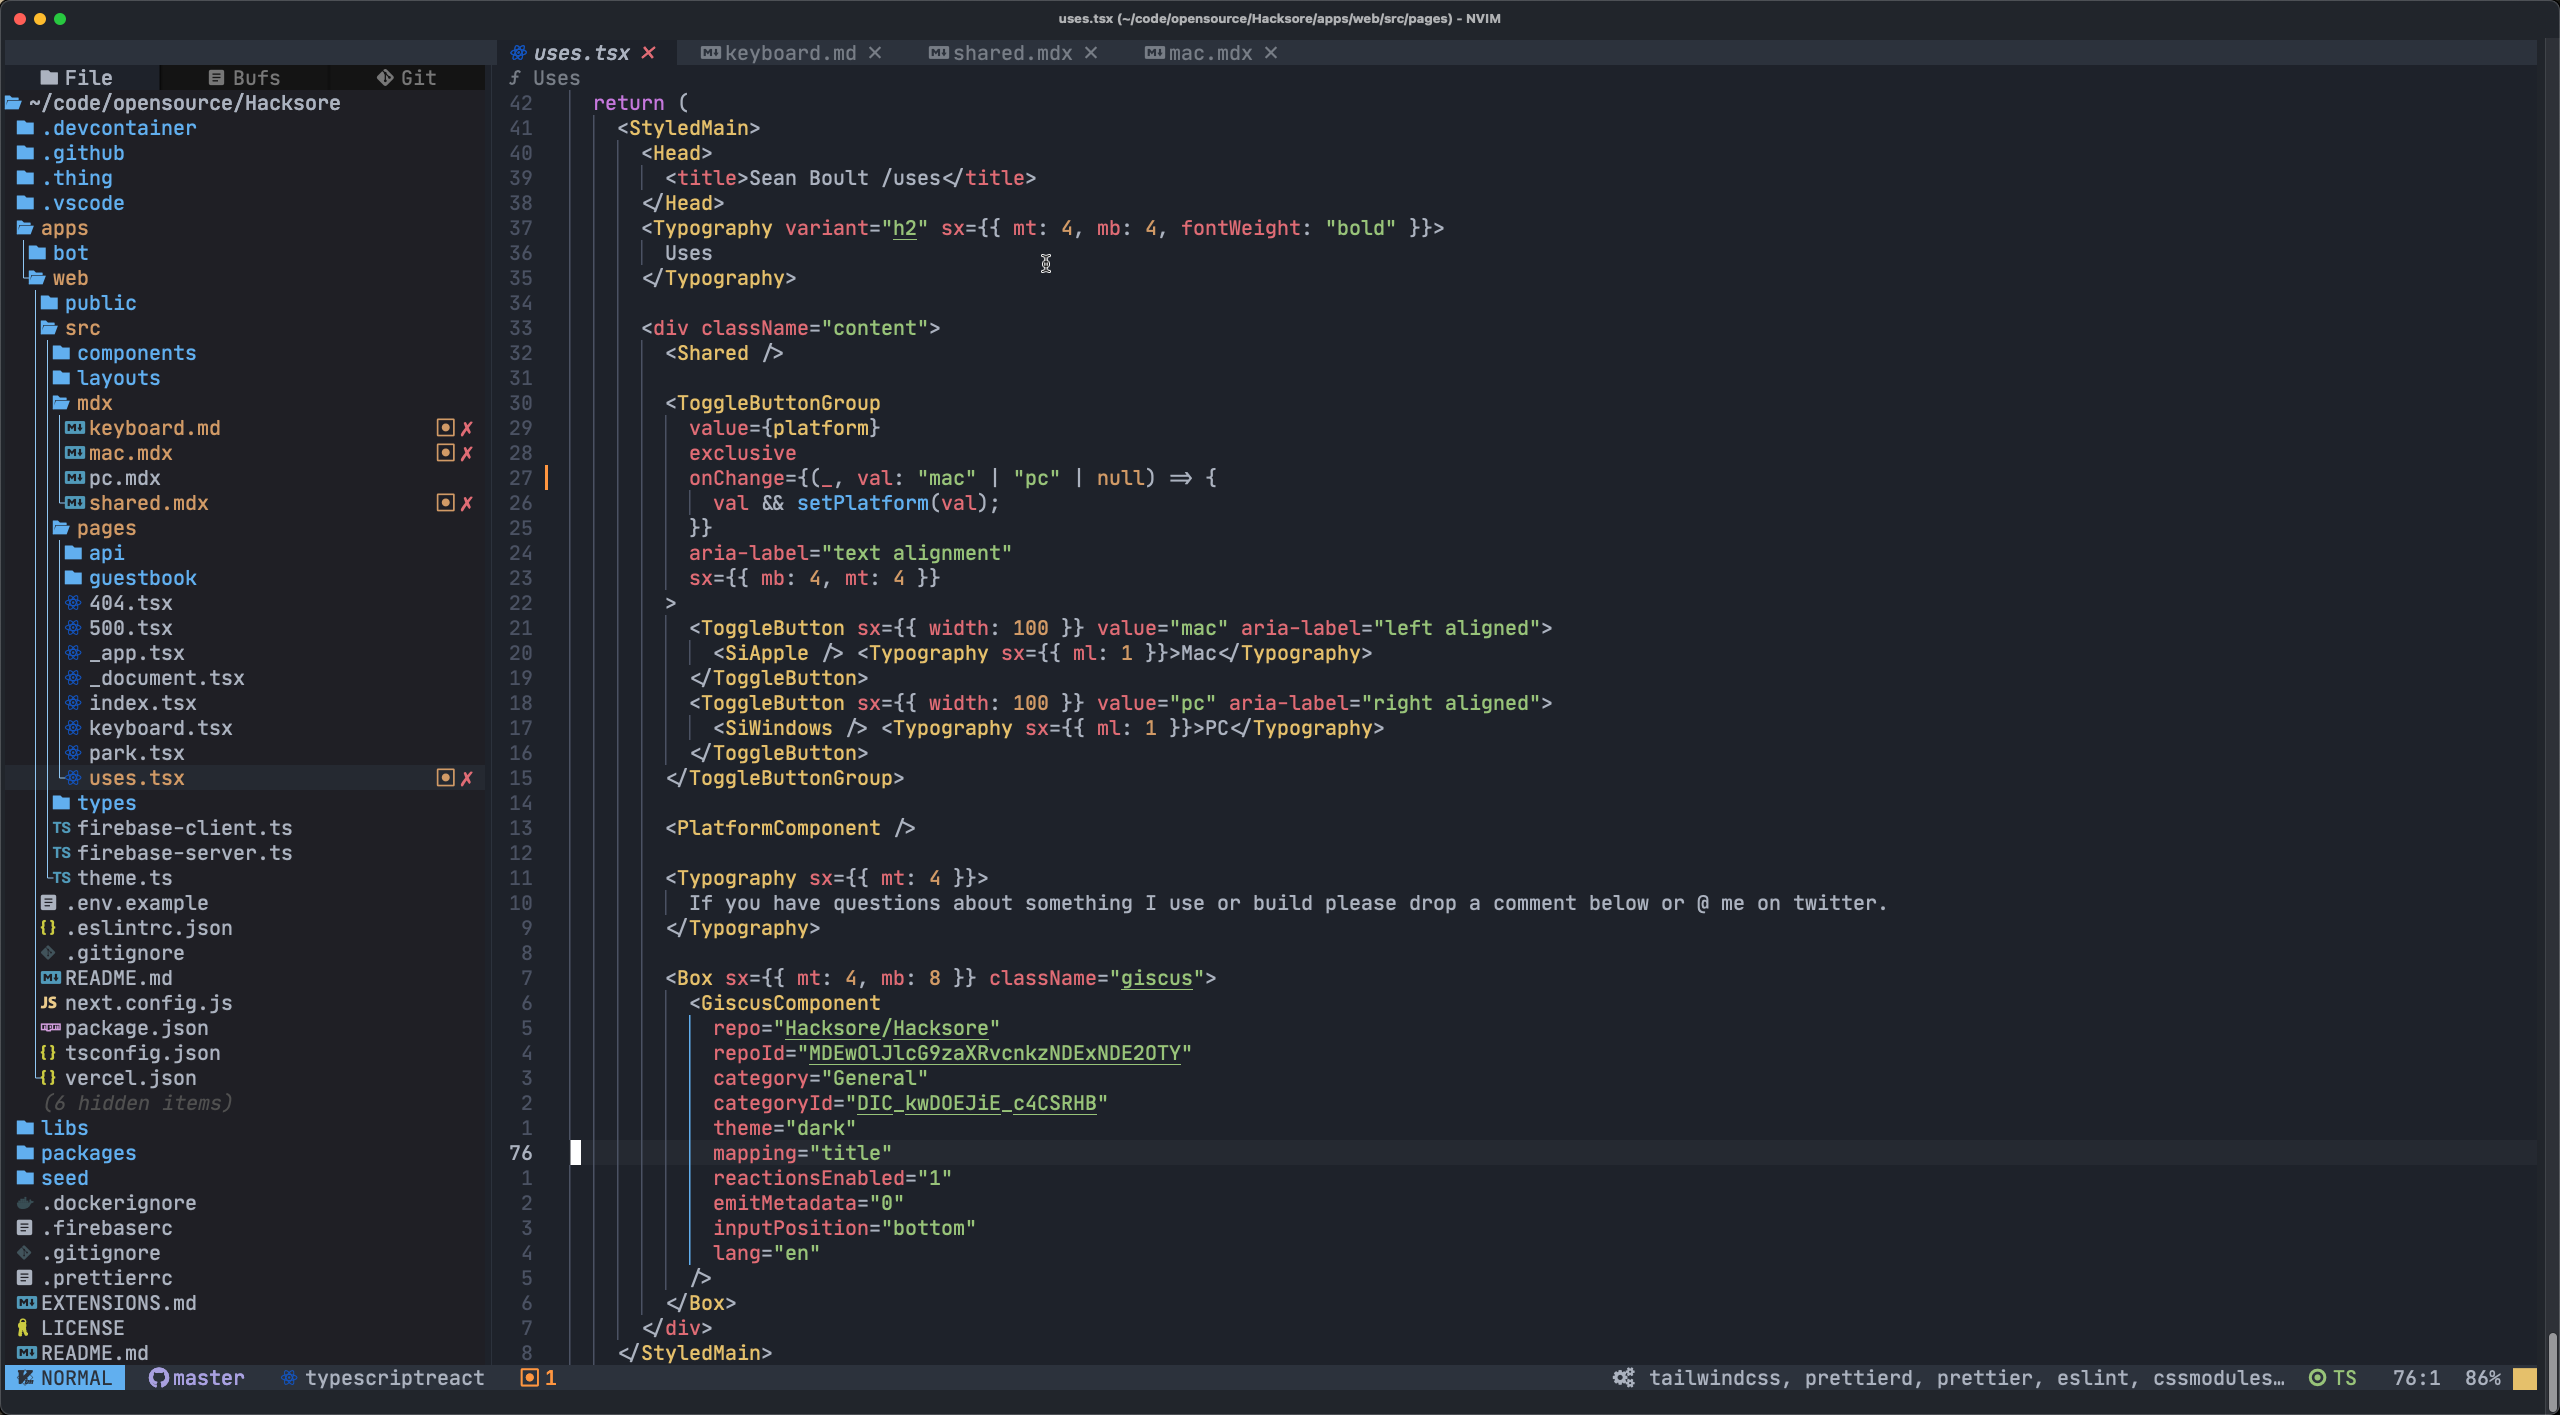 uses.tsx (~/code/opensource/Hacksore/apps/web/src/pages) - NVIM
uses.tsx ✕ keyboard.md ✕ shared.mdx ✕ mac.mdx ✕
File Bufs Git
~/code/opensource/Hacksore
.devcontainer
.github
.thing
.vscode
apps
bot
web
public
src
components
layouts
mdx
keyboard.md ✗
mac.mdx ✗
pc.mdx
shared.mdx ✗
pages
api
guestbook
404.tsx
500.tsx
_app.tsx
_document.tsx
index.tsx
keyboard.tsx
park.tsx
uses.tsx ✗
types
TS firebase-client.ts
TS firebase-server.ts
TS theme.ts
.env.example
{} .eslintrc.json
.gitignore
README.md
JS next.config.js
package.json
{} tsconfig.json
{} vercel.json
(6 hidden items)
libs
packages
seed
.dockerignore
.firebaserc
.gitignore
.prettierrc
EXTENSIONS.md
LICENSE
README.md
f Uses
42 return (
41 <StyledMain>
40 <Head>
39 <title>Sean Boult /uses</title>
38 </Head>
37 <Typography variant="h2" sx={{ mt: 4, mb: 4, fontWeight: "bold" }}>
36 Uses
35 </Typography>
34
33 <div className="content">
32 <Shared />
31
30 <ToggleButtonGroup
29 value={platform}
28 exclusive
27 onChange={(_, val: "mac" | "pc" | null) => {
26 val && setPlatform(val);
25 }}
24 aria-label="text alignment"
23 sx={{ mb: 4, mt: 4 }}
22 >
21 <ToggleButton sx={{ width: 100 }} value="mac" aria-label="left aligned">
20 <SiApple /> <Typography sx={{ ml: 1 }}>Mac</Typography>
19 </ToggleButton>
18 <ToggleButton sx={{ width: 100 }} value="pc" aria-label="right aligned">
17 <SiWindows /> <Typography sx={{ ml: 1 }}>PC</Typography>
16 </ToggleButton>
15 </ToggleButtonGroup>
14
13 <PlatformComponent />
12
11 <Typography sx={{ mt: 4 }}>
10 If you have questions about something I use or build please drop a comment below or @ me on twitter.
9 </Typography>
8
7 <Box sx={{ mt: 4, mb: 8 }} className="giscus">
6 <GiscusComponent
5 repo="Hacksore/Hacksore"
4 repoId="MDEwOlJlcG9zaXRvcnkzNDExNDE2OTY"
3 category="General"
2 categoryId="DIC_kwDOEJiE_c4CSRHB"
1 theme="dark"
76 mapping="title"
1 reactionsEnabled="1"
2 emitMetadata="0"
3 inputPosition="bottom"
4 lang="en"
5 />
6 </Box>
7 </div>
8 </StyledMain>
NORMAL master typescriptreact 1 tailwindcss, prettierd, prettier, eslint, cssmodules… TS 76:1 86%